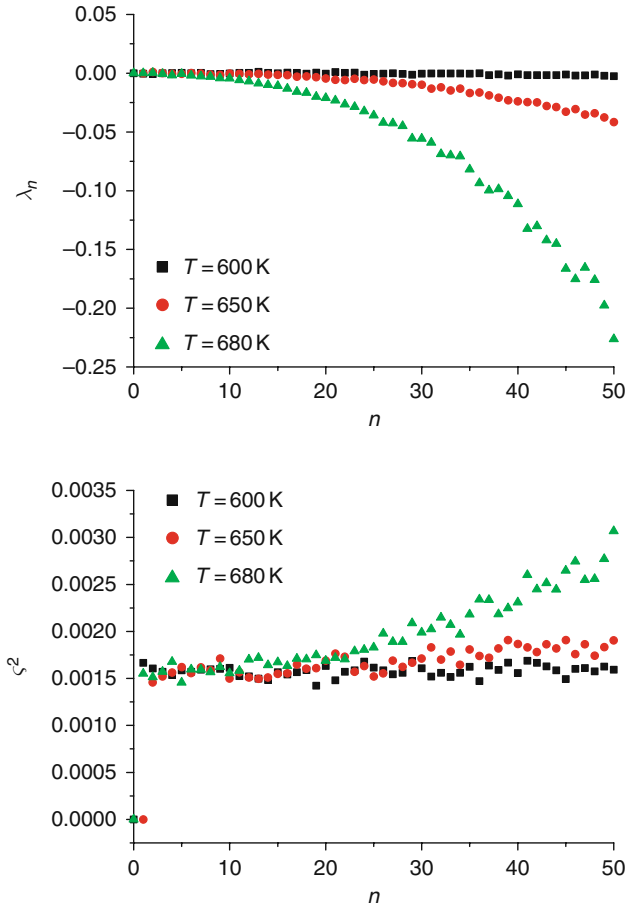 0.00
−0.05
−0.10
−0.15
−0.20
−0.25
λn
T = 600 K
T = 650 K
T = 680 K
0 10 20 30 40 50
n
0.0035
0.0030
0.0025
0.0020
0.0015
0.0010
0.0005
0.0000
ς²
T = 600 K
T = 650 K
T = 680 K
0 10 20 30 40 50
n